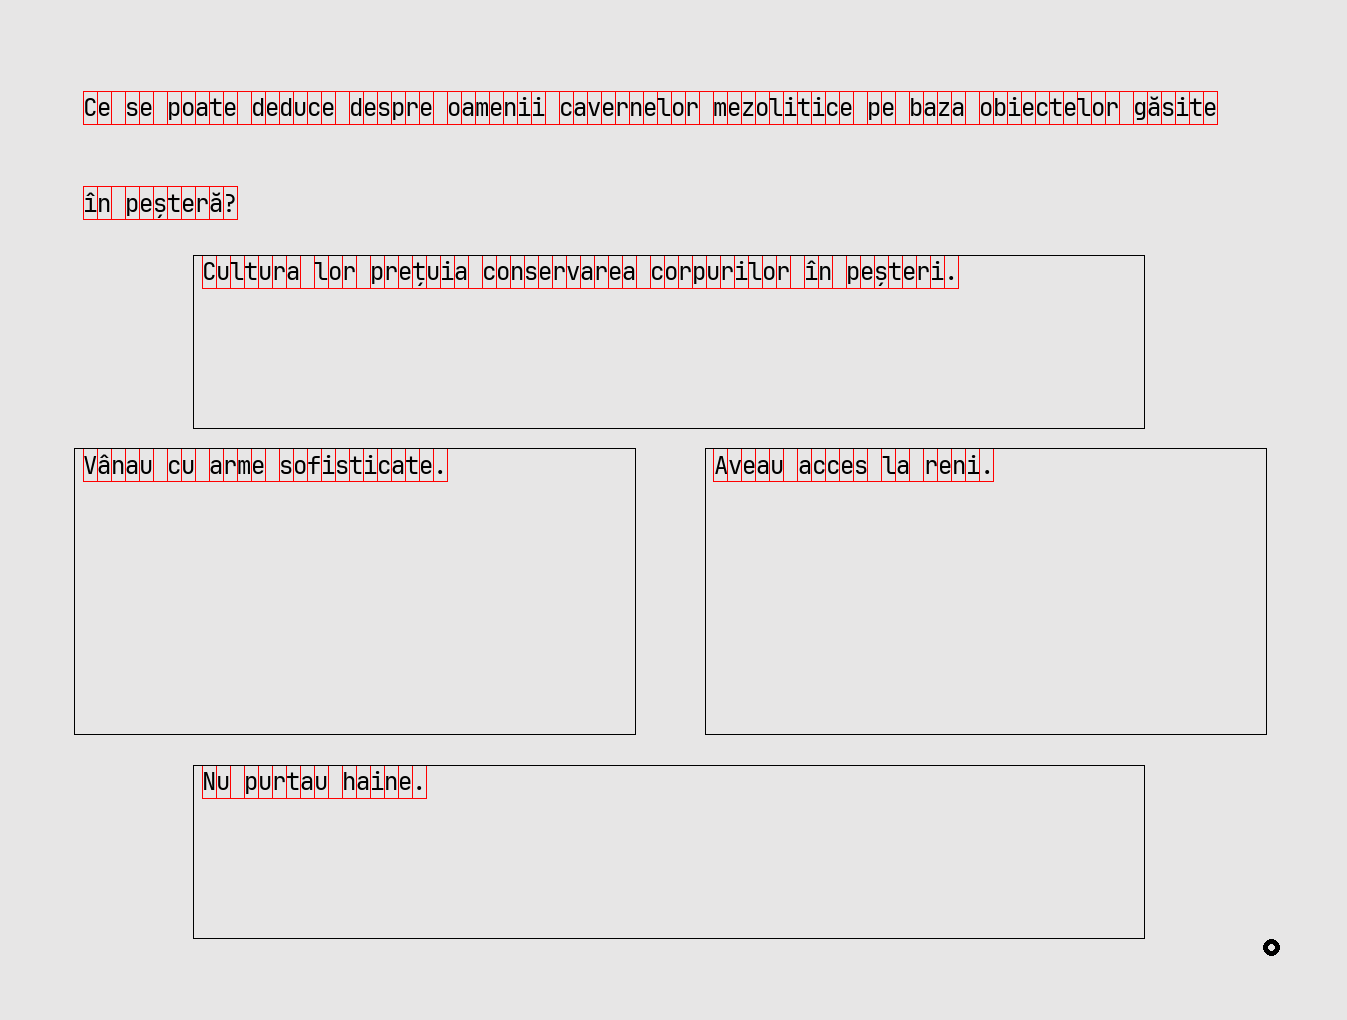 Ce se poate deduce despre oamenii cavernelor mezolitice pe baza obiectelor găsite
în peșteră?
Cultura lor prețuia conservarea corpurilor în peșteri.
Vânau cu arme sofisticate.
Aveau acces la reni.
Nu purtau haine.